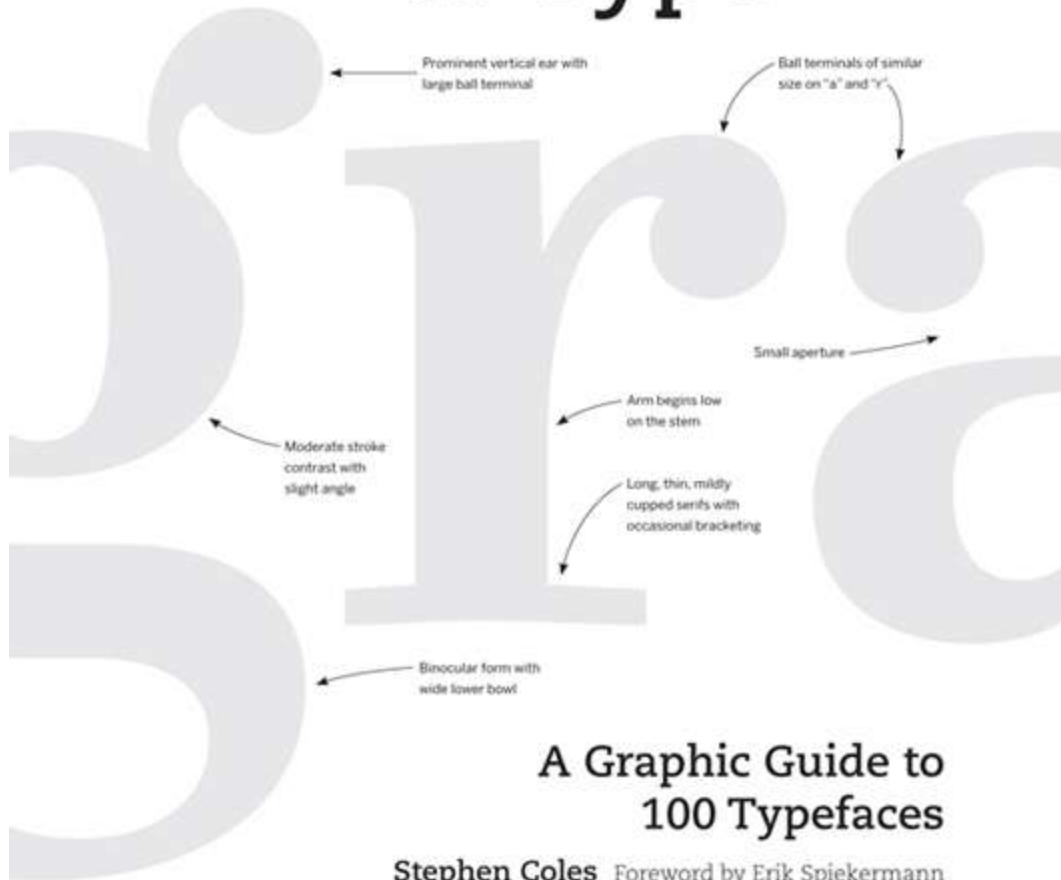 Prominent vertical ear with
large ball terminal
Ball terminals of similar
size on "a" and "r"
gra
Small aperture
Arm begins low
on the stem
Moderate stroke
contrast with
slight angle
Long, thin, mildly
cupped serifs with
occasional bracketing
Binocular form with
wide lower bowl
A Graphic Guide to
100 Typefaces
Stephen Coles Foreword by Erik Spiekermann